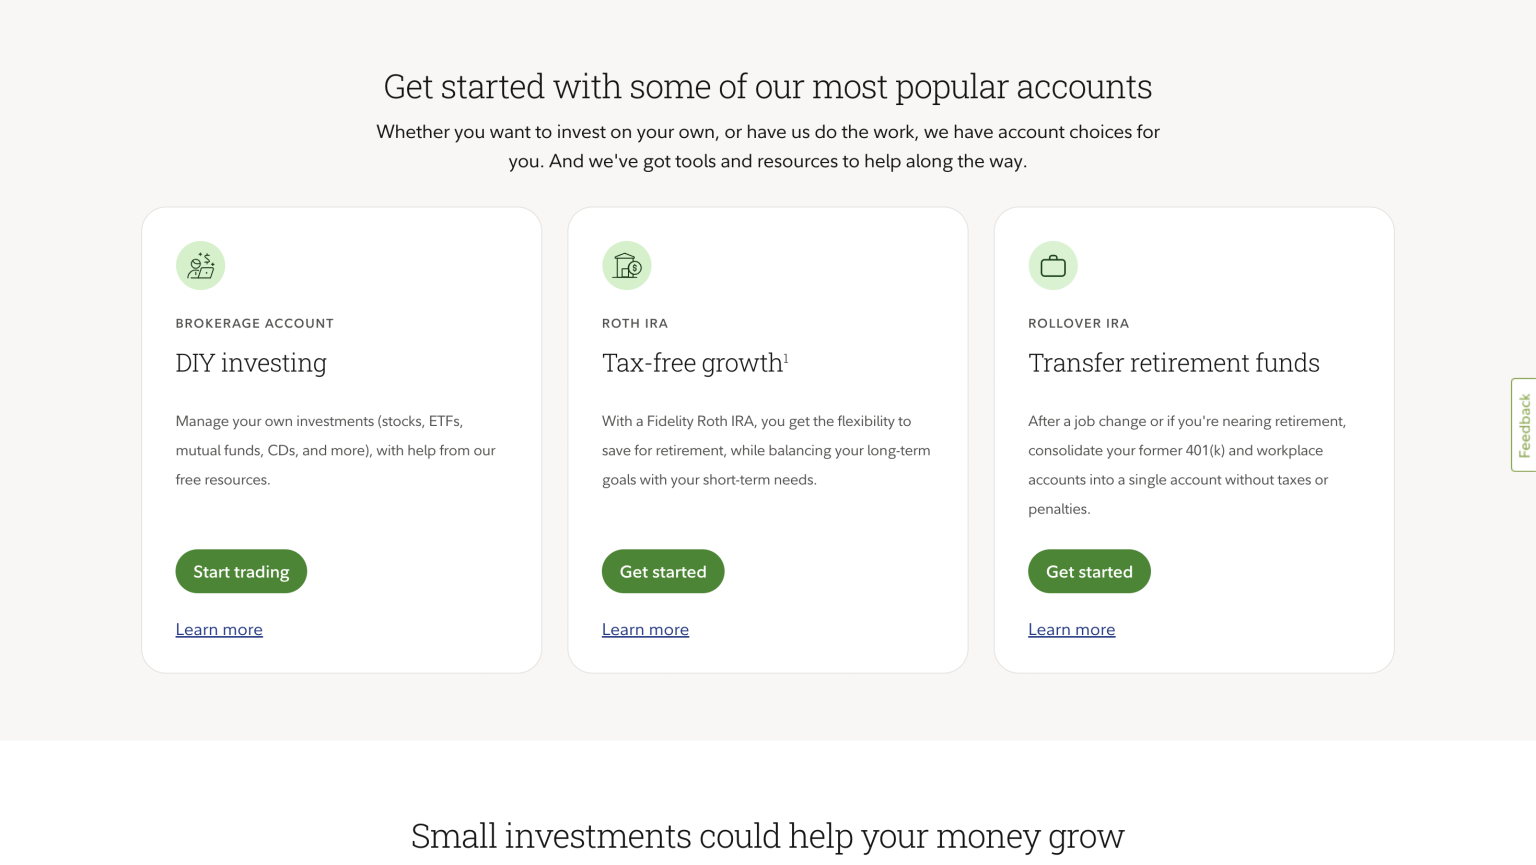 Get started with some of our most popular accounts
Whether you want to invest on your own, or have us do the work, we have account choices for
you. And we've got tools and resources to help along the way.
BROKERAGE ACCOUNT
DIY investing
Manage your own investments (stocks, ETFs,
mutual funds, CDs, and more), with help from our
free resources.
Start trading
Learn more
ROTH IRA
Tax-free growth¹
With a Fidelity Roth IRA, you get the flexibility to
save for retirement, while balancing your long-term
goals with your short-term needs.
Get started
Learn more
ROLLOVER IRA
Transfer retirement funds
After a job change or if you're nearing retirement,
consolidate your former 401(k) and workplace
accounts into a single account without taxes or
penalties.
Get started
Learn more
Feedback
Small investments could help your money grow